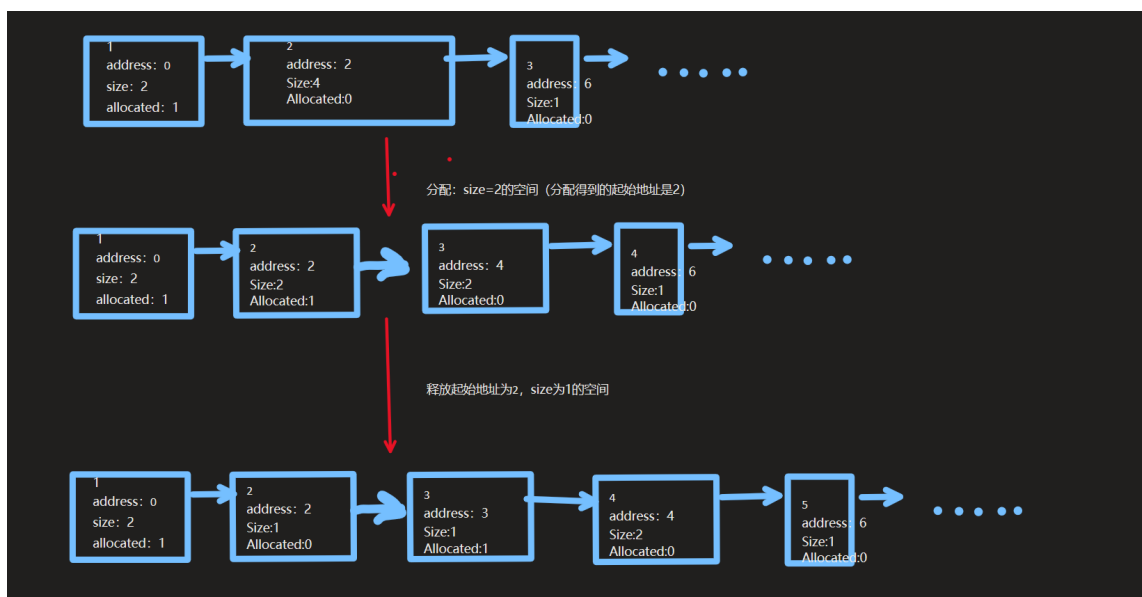 1
address：0
size：2
allocated：1
2
address：2
Size:4
Allocated:0
3
address：6
Size:1
Allocated:0
分配：size=2的空间（分配得到的起始地址是2）
1
address：0
size：2
allocated：1
2
address：2
Size:2
Allocated:1
3
address：4
Size:2
Allocated:0
4
address：6
Size:1
Allocated:0
释放起始地址为2，size为1的空间
1
address：0
size：2
allocated：1
2
address：2
Size:1
Allocated:0
3
address：3
Size:1
Allocated:1
4
address：4
Size:2
Allocated:0
5
address：6
Size:1
Allocated:0